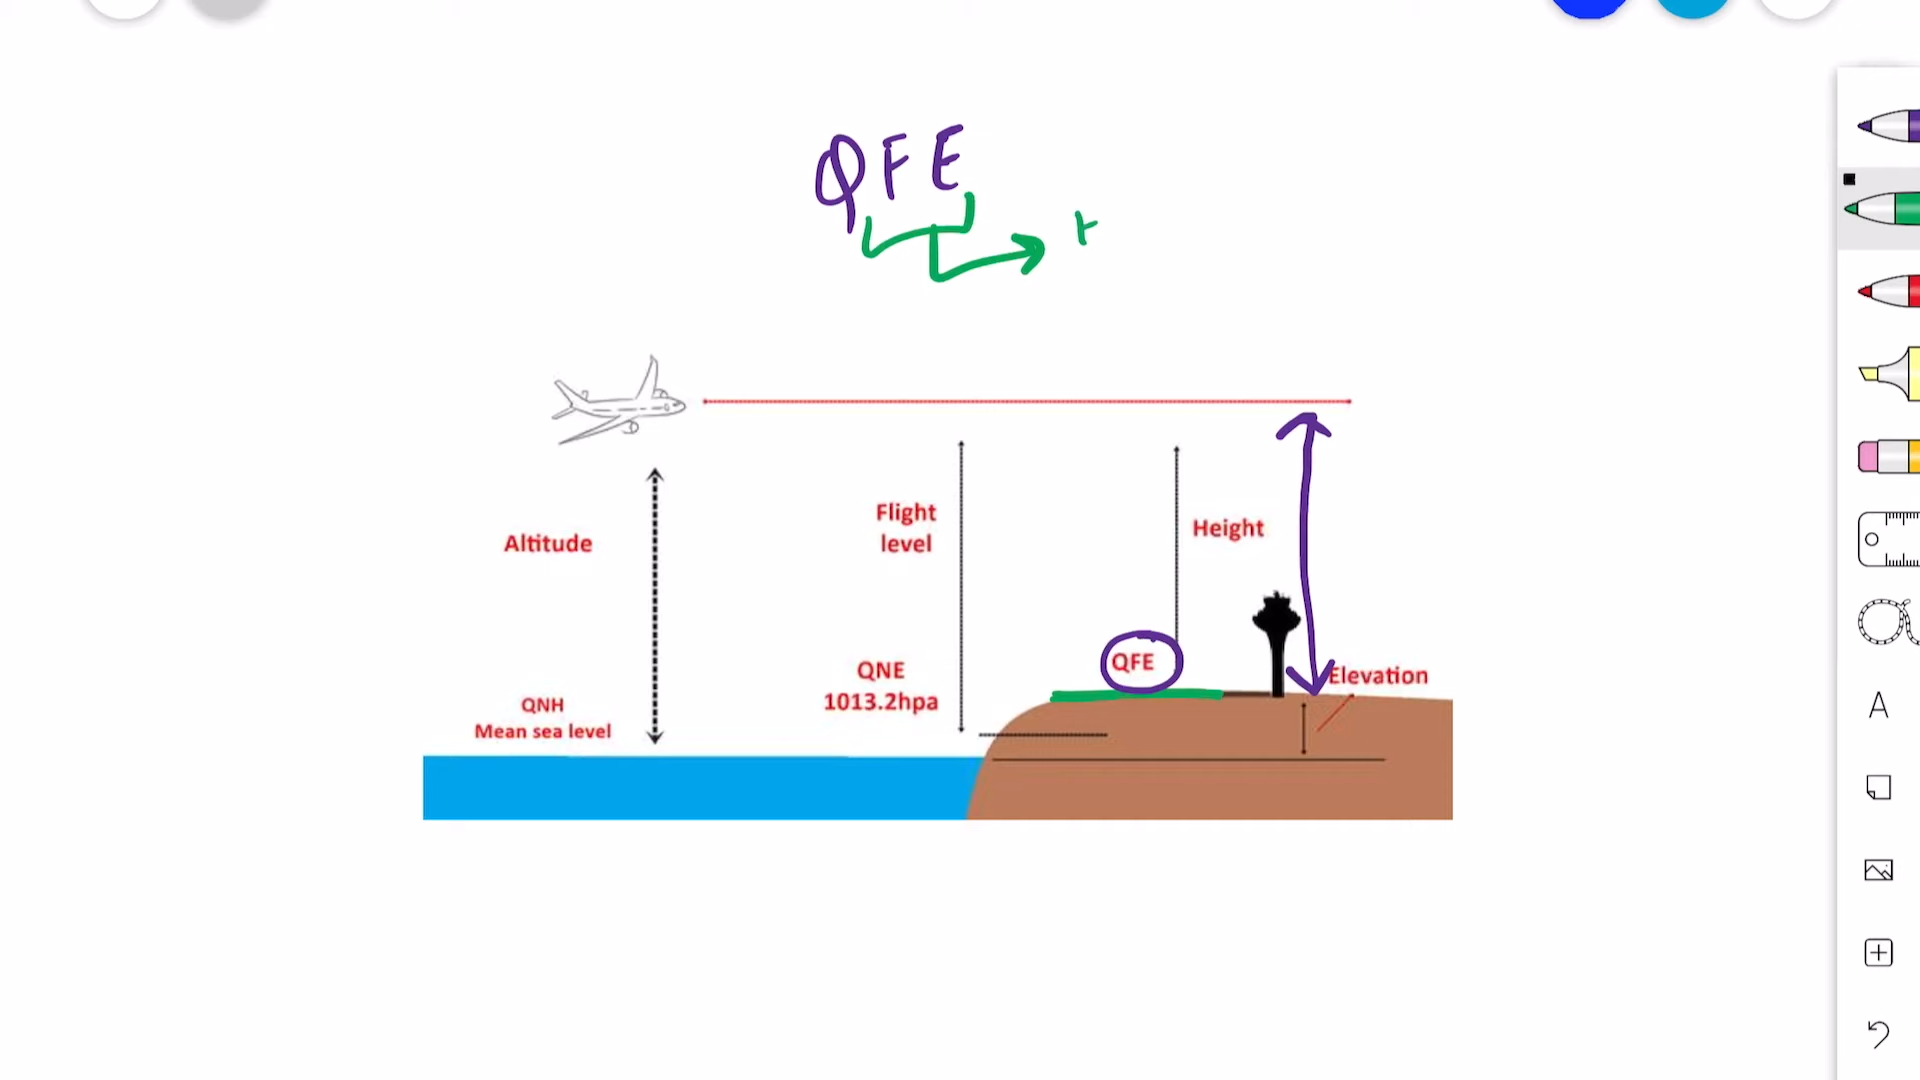 QFE
Flight
level
Height
Altitude
QFE
QNE
1013.2hpa
Elevation
QNH
Mean sea level
A